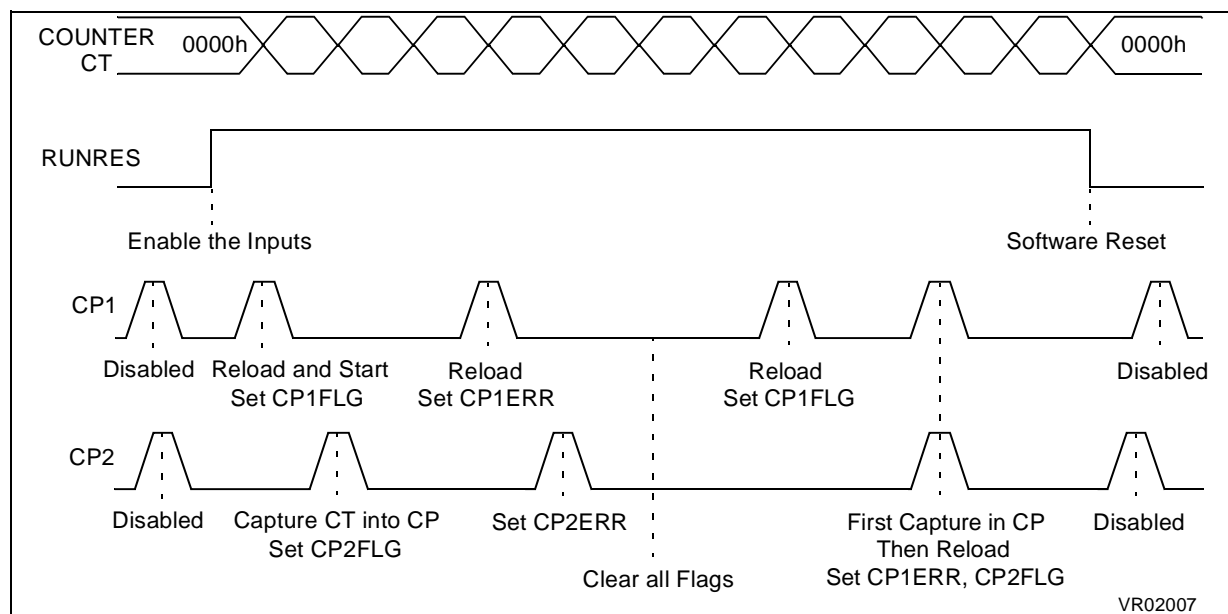 COUNTER
CT
0000h
0000h
RUNRES
Enable the Inputs
Software Reset
CP1
Disabled
Reload and Start
Set CP1FLG
Reload
Set CP1ERR
Reload
Set CP1FLG
Disabled
CP2
Disabled
Capture CT into CP
Set CP2FLG
Set CP2ERR
Clear all Flags
First Capture in CP
Then Reload
Set CP1ERR, CP2FLG
Disabled
VR02007